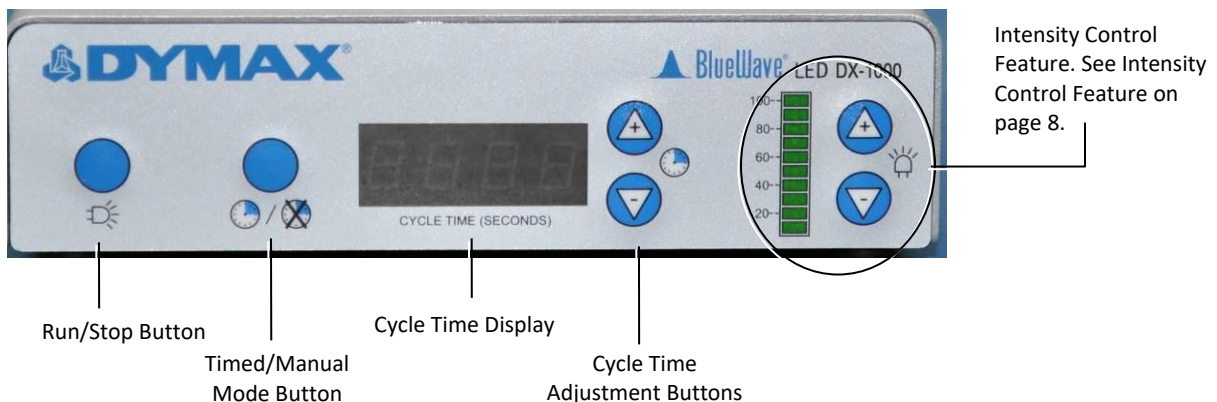 DYMAX®
BlueWave® LED DX-1000
100
80
60
40
20
+
-
+
-
CYCLE TIME (SECONDS)
Intensity Control
Feature. See Intensity
Control Feature on
page 8.
Run/Stop Button
Timed/Manual
Mode Button
Cycle Time Display
Cycle Time
Adjustment Buttons